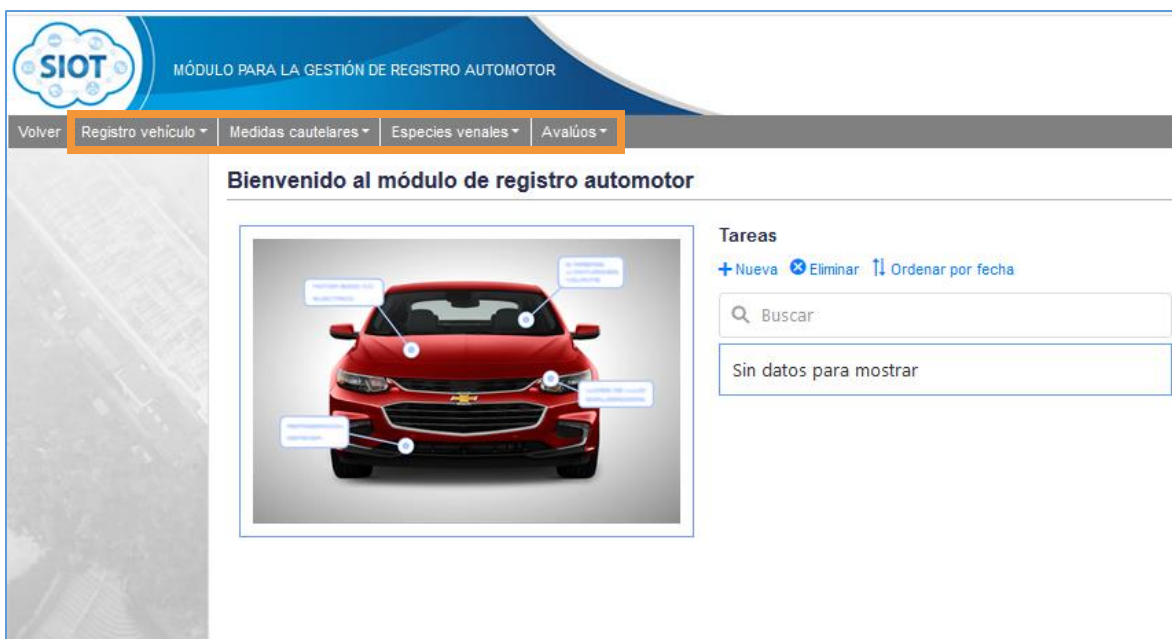 SIOT
MÓDULO PARA LA GESTIÓN DE REGISTRO AUTOMOTOR
Volver Registro vehículo Medidas cautelares Especies venales Avalúos
Bienvenido al módulo de registro automotor
Tareas
Nueva Eliminar Ordenar por fecha
Buscar
Sin datos para mostrar